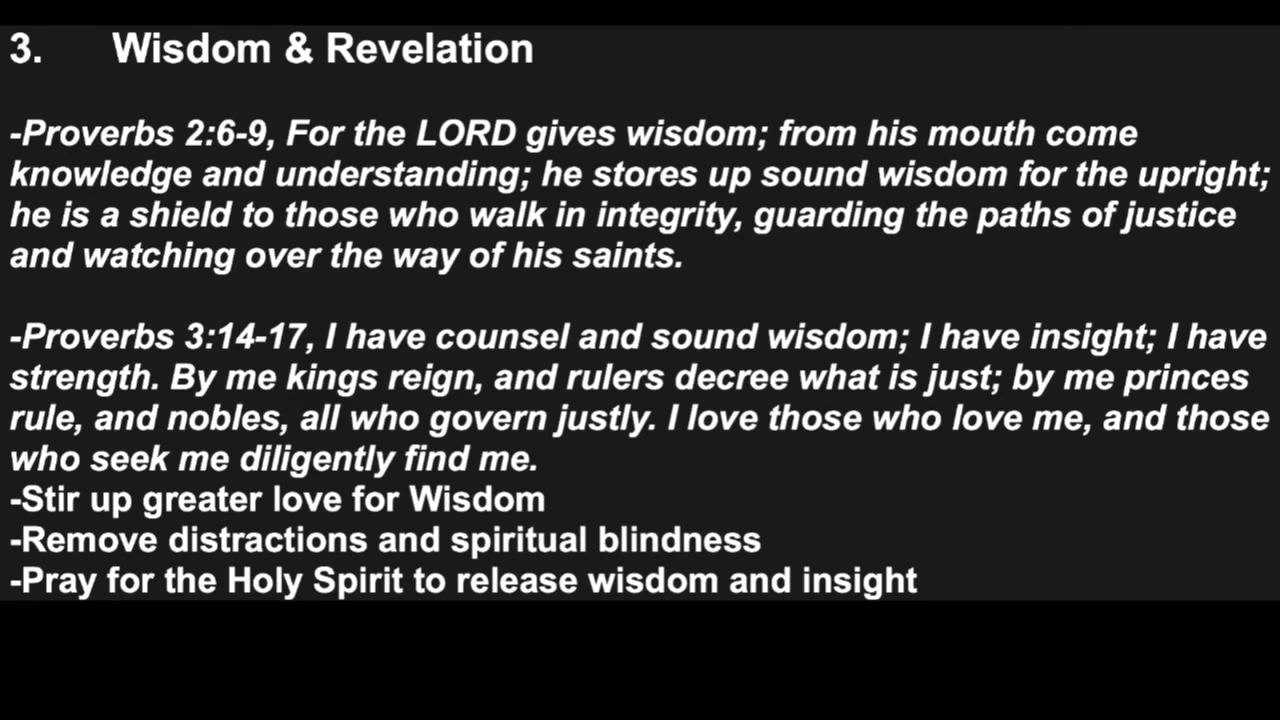 3. Wisdom & Revelation
-Proverbs 2:6-9, For the LORD gives wisdom; from his mouth come
knowledge and understanding; he stores up sound wisdom for the upright;
he is a shield to those who walk in integrity, guarding the paths of justice
and watching over the way of his saints.
-Proverbs 3:14-17, I have counsel and sound wisdom; I have insight; I have
strength. By me kings reign, and rulers decree what is just; by me princes
rule, and nobles, all who govern justly. I love those who love me, and those
who seek me diligently find me.
-Stir up greater love for Wisdom
-Remove distractions and spiritual blindness
-Pray for the Holy Spirit to release wisdom and insight